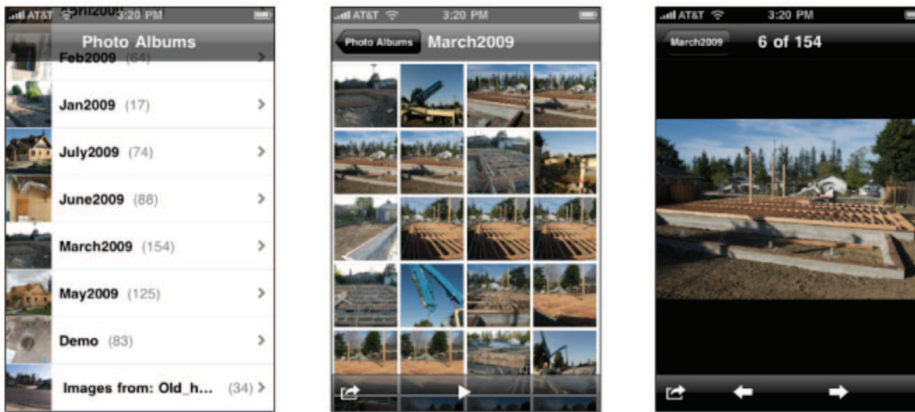 AT&T 3:20 PM
April2009
Photo Albums
Feb2009 (64)
Jan2009 (17)
July2009 (74)
June2009 (88)
March2009 (154)
May2009 (125)
Demo (83)
Images from: Old_h... (34)
AT&T 3:20 PM
Photo Albums March2009
AT&T 3:20 PM
March2009 6 of 154